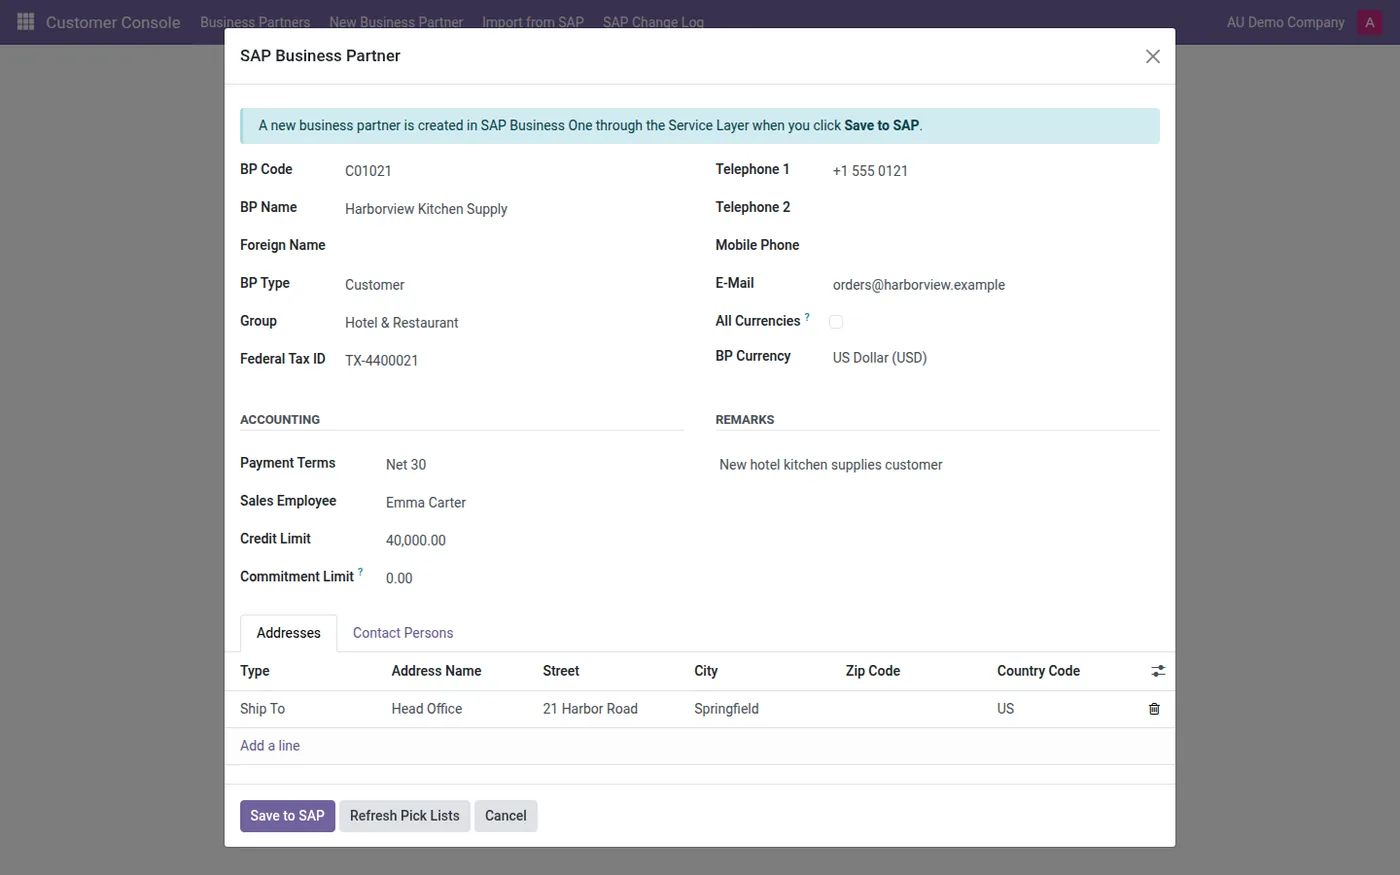 Customer Console Business Partners New Business Partner Import from SAP SAP Change Log AU Demo Company A
SAP Business Partner
A new business partner is created in SAP Business One through the Service Layer when you click Save to SAP.
BP Code C01021
BP Name Harborview Kitchen Supply
Foreign Name
BP Type Customer
Group Hotel & Restaurant
Federal Tax ID TX-4400021
Telephone 1 +1 555 0121
Telephone 2
Mobile Phone
E-Mail orders@harborview.example
All Currencies ?
BP Currency US Dollar (USD)
ACCOUNTING
Payment Terms Net 30
Sales Employee Emma Carter
Credit Limit 40,000.00
Commitment Limit ? 0.00
REMARKS
New hotel kitchen supplies customer
Addresses Contact Persons
Type Address Name Street City Zip Code Country Code
Ship To Head Office 21 Harbor Road Springfield US
Add a line
Save to SAP Refresh Pick Lists Cancel